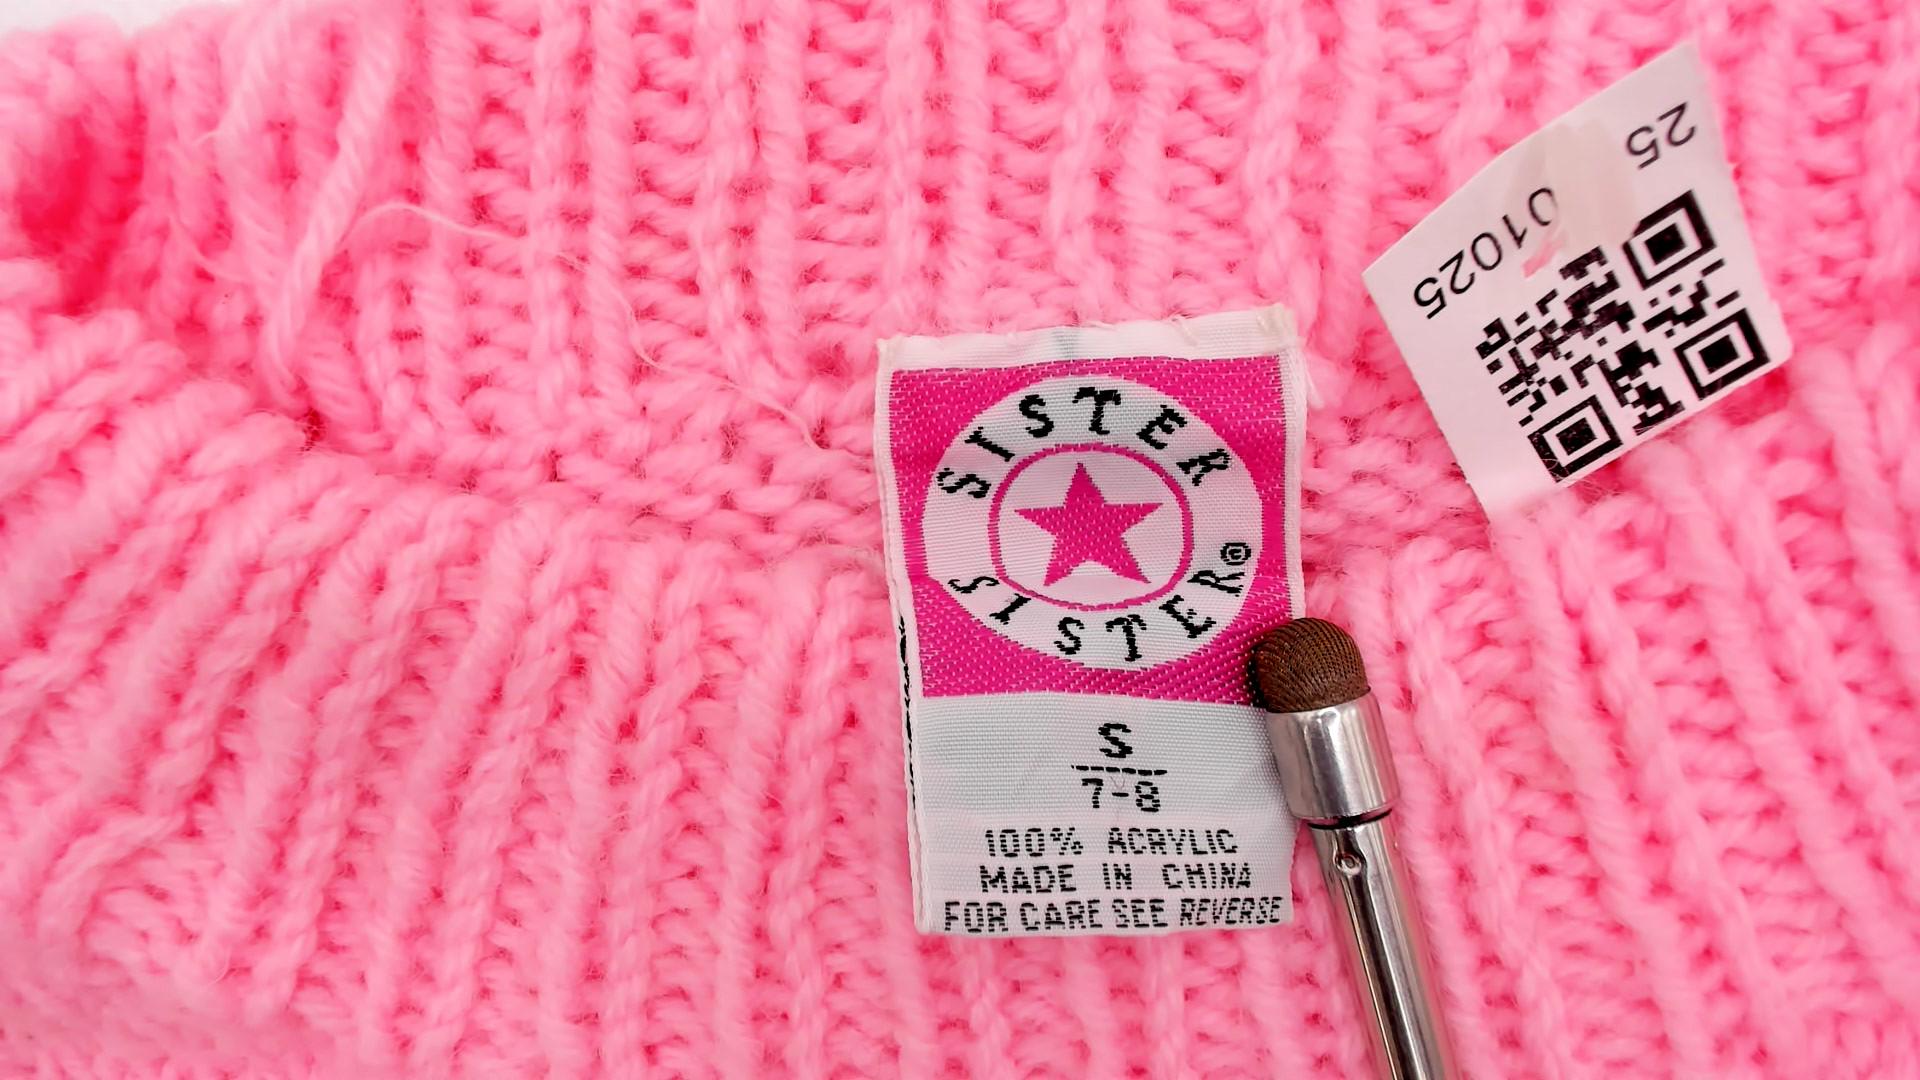 SISTER
SISTER®
S
7-8
100% ACRYLIC
MADE IN CHINA
FOR CARE SEE REVERSE
25
01025